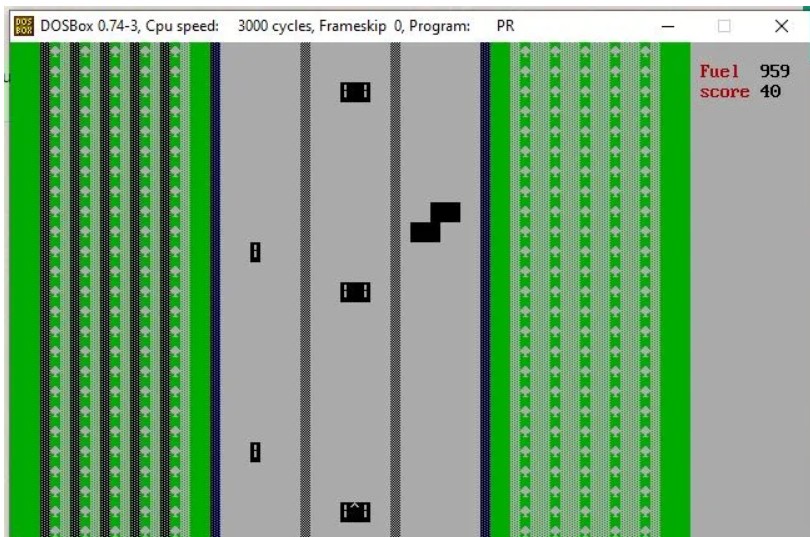 DOSBox 0.74-3, Cpu speed: 3000 cycles, Frameskip 0, Program: PR
Fuel 959
score 40